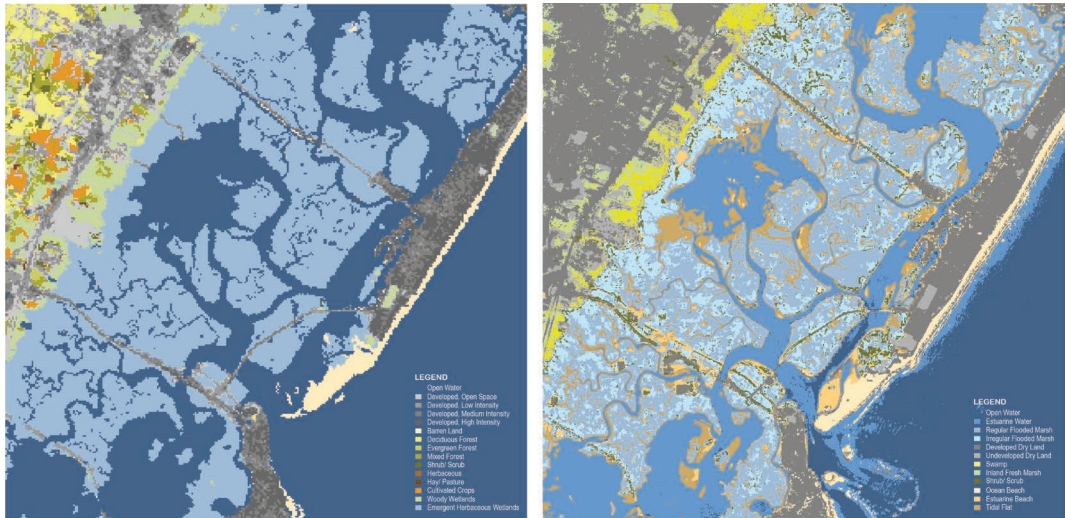 LEGEND
Open Water
Developed, Open Space
Developed, Low Intensity
Developed, Medium Intensity
Developed, High Intensity
Barren Land
Deciduous Forest
Evergreen Forest
Mixed Forest
Shrub/ Scrub
Herbaceous
Hay/ Pasture
Cultivated Crops
Woody Wetlands
Emergent Herbaceous Wetlands
LEGEND
Open Water
Estuarine Water
Regular Flooded Marsh
Irregular Flooded Marsh
Developed Dry Land
Undeveloped Dry Land
Swamp
Inland Fresh Marsh
Shrub/ Scrub
Ocean Beach
Estuarine Beach
Tidal Flat